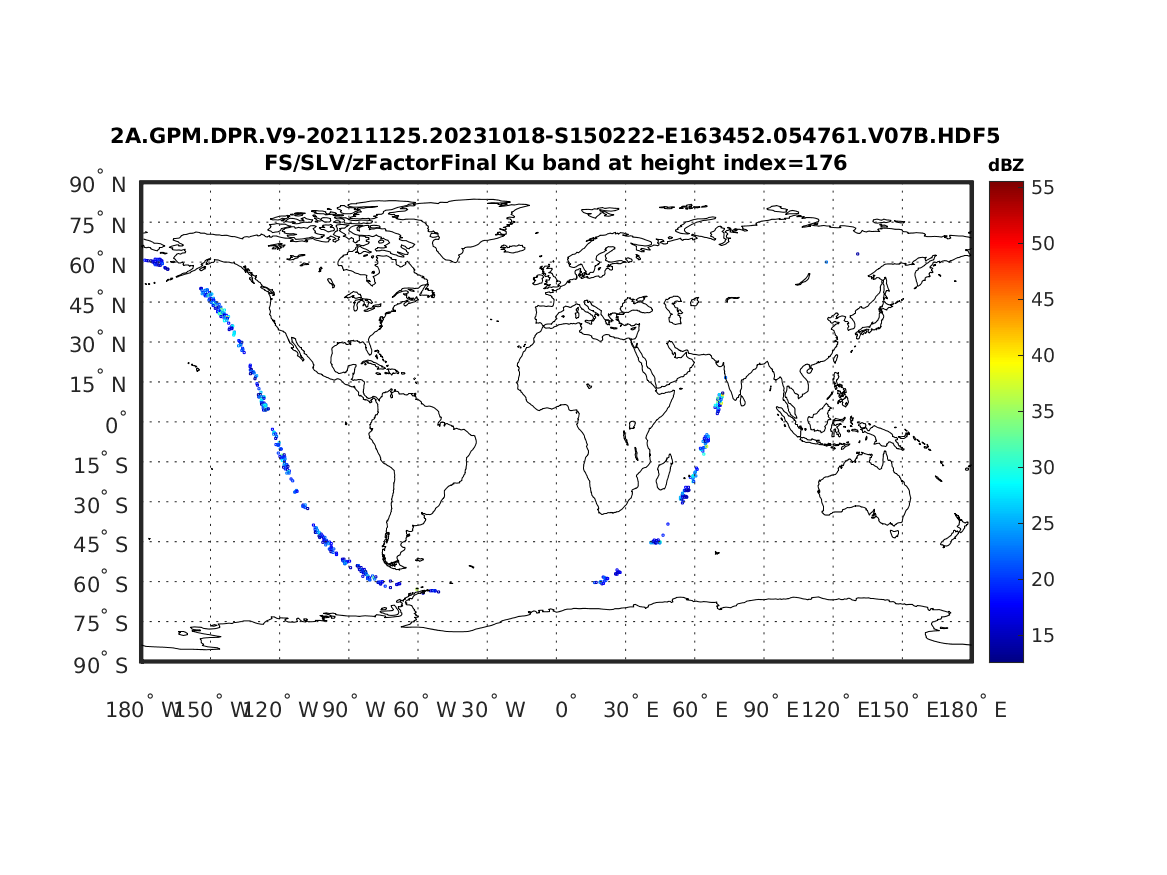 2A.GPM.DPR.V9-20211125.20231018-S150222-E163452.054761.V07B.HDF5
FS/SLV/zFactorFinal Ku band at height index=176
dBZ
90° N
75° N
60° N
45° N
30° N
15° N
0°
15° S
30° S
45° S
60° S
75° S
90° S
55
50
45
40
35
30
25
20
15
180° W 150° W 120° W 90° W 60° W 30° W 0° 30° E 60° E 90° E 120° E 150° E 180° E